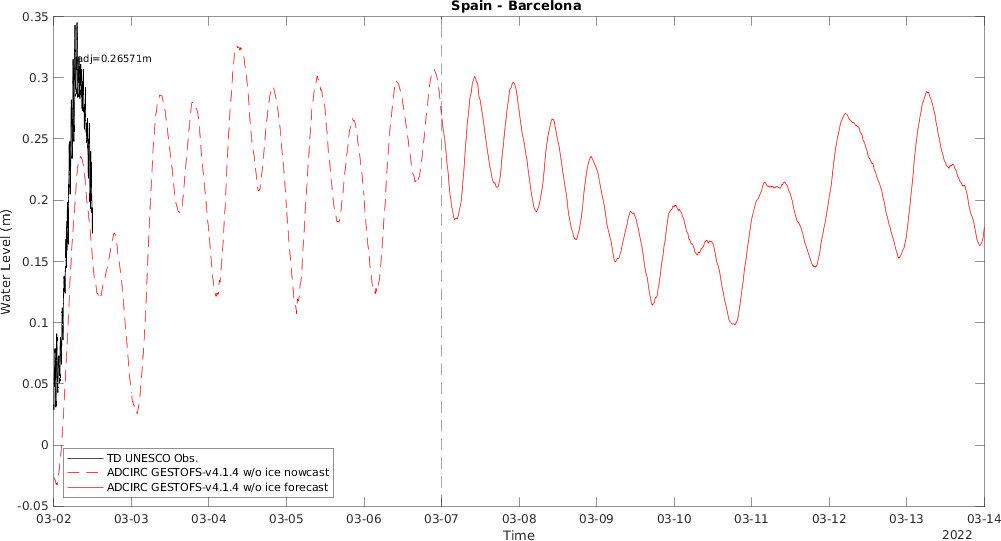 Spain - Barcelona
adj=0.26571m
0.35
0.3
0.25
0.2
0.15
0.1
0.05
0
-0.05
Water Level (m)
TD UNESCO Obs.
ADCIRC GESTOFS-v4.1.4 w/o ice nowcast
ADCIRC GESTOFS-v4.1.4 w/o ice forecast
03-02 03-03 03-04 03-05 03-06 03-07 03-08 03-09 03-10 03-11 03-12 03-13 03-14
Time
2022